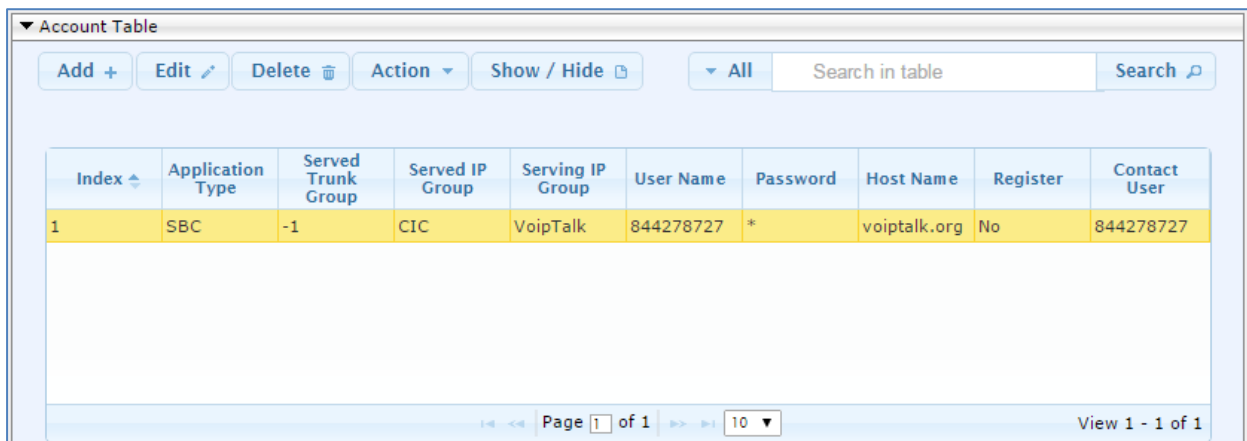 Account Table
Add + Edit Delete Action Show / Hide All Search in table Search
Index Application Type Served Trunk Group Served IP Group Serving IP Group User Name Password Host Name Register Contact User
1 SBC -1 CIC VoipTalk 844278727 * voiptalk.org No 844278727
Page 1 of 1 10 View 1 - 1 of 1